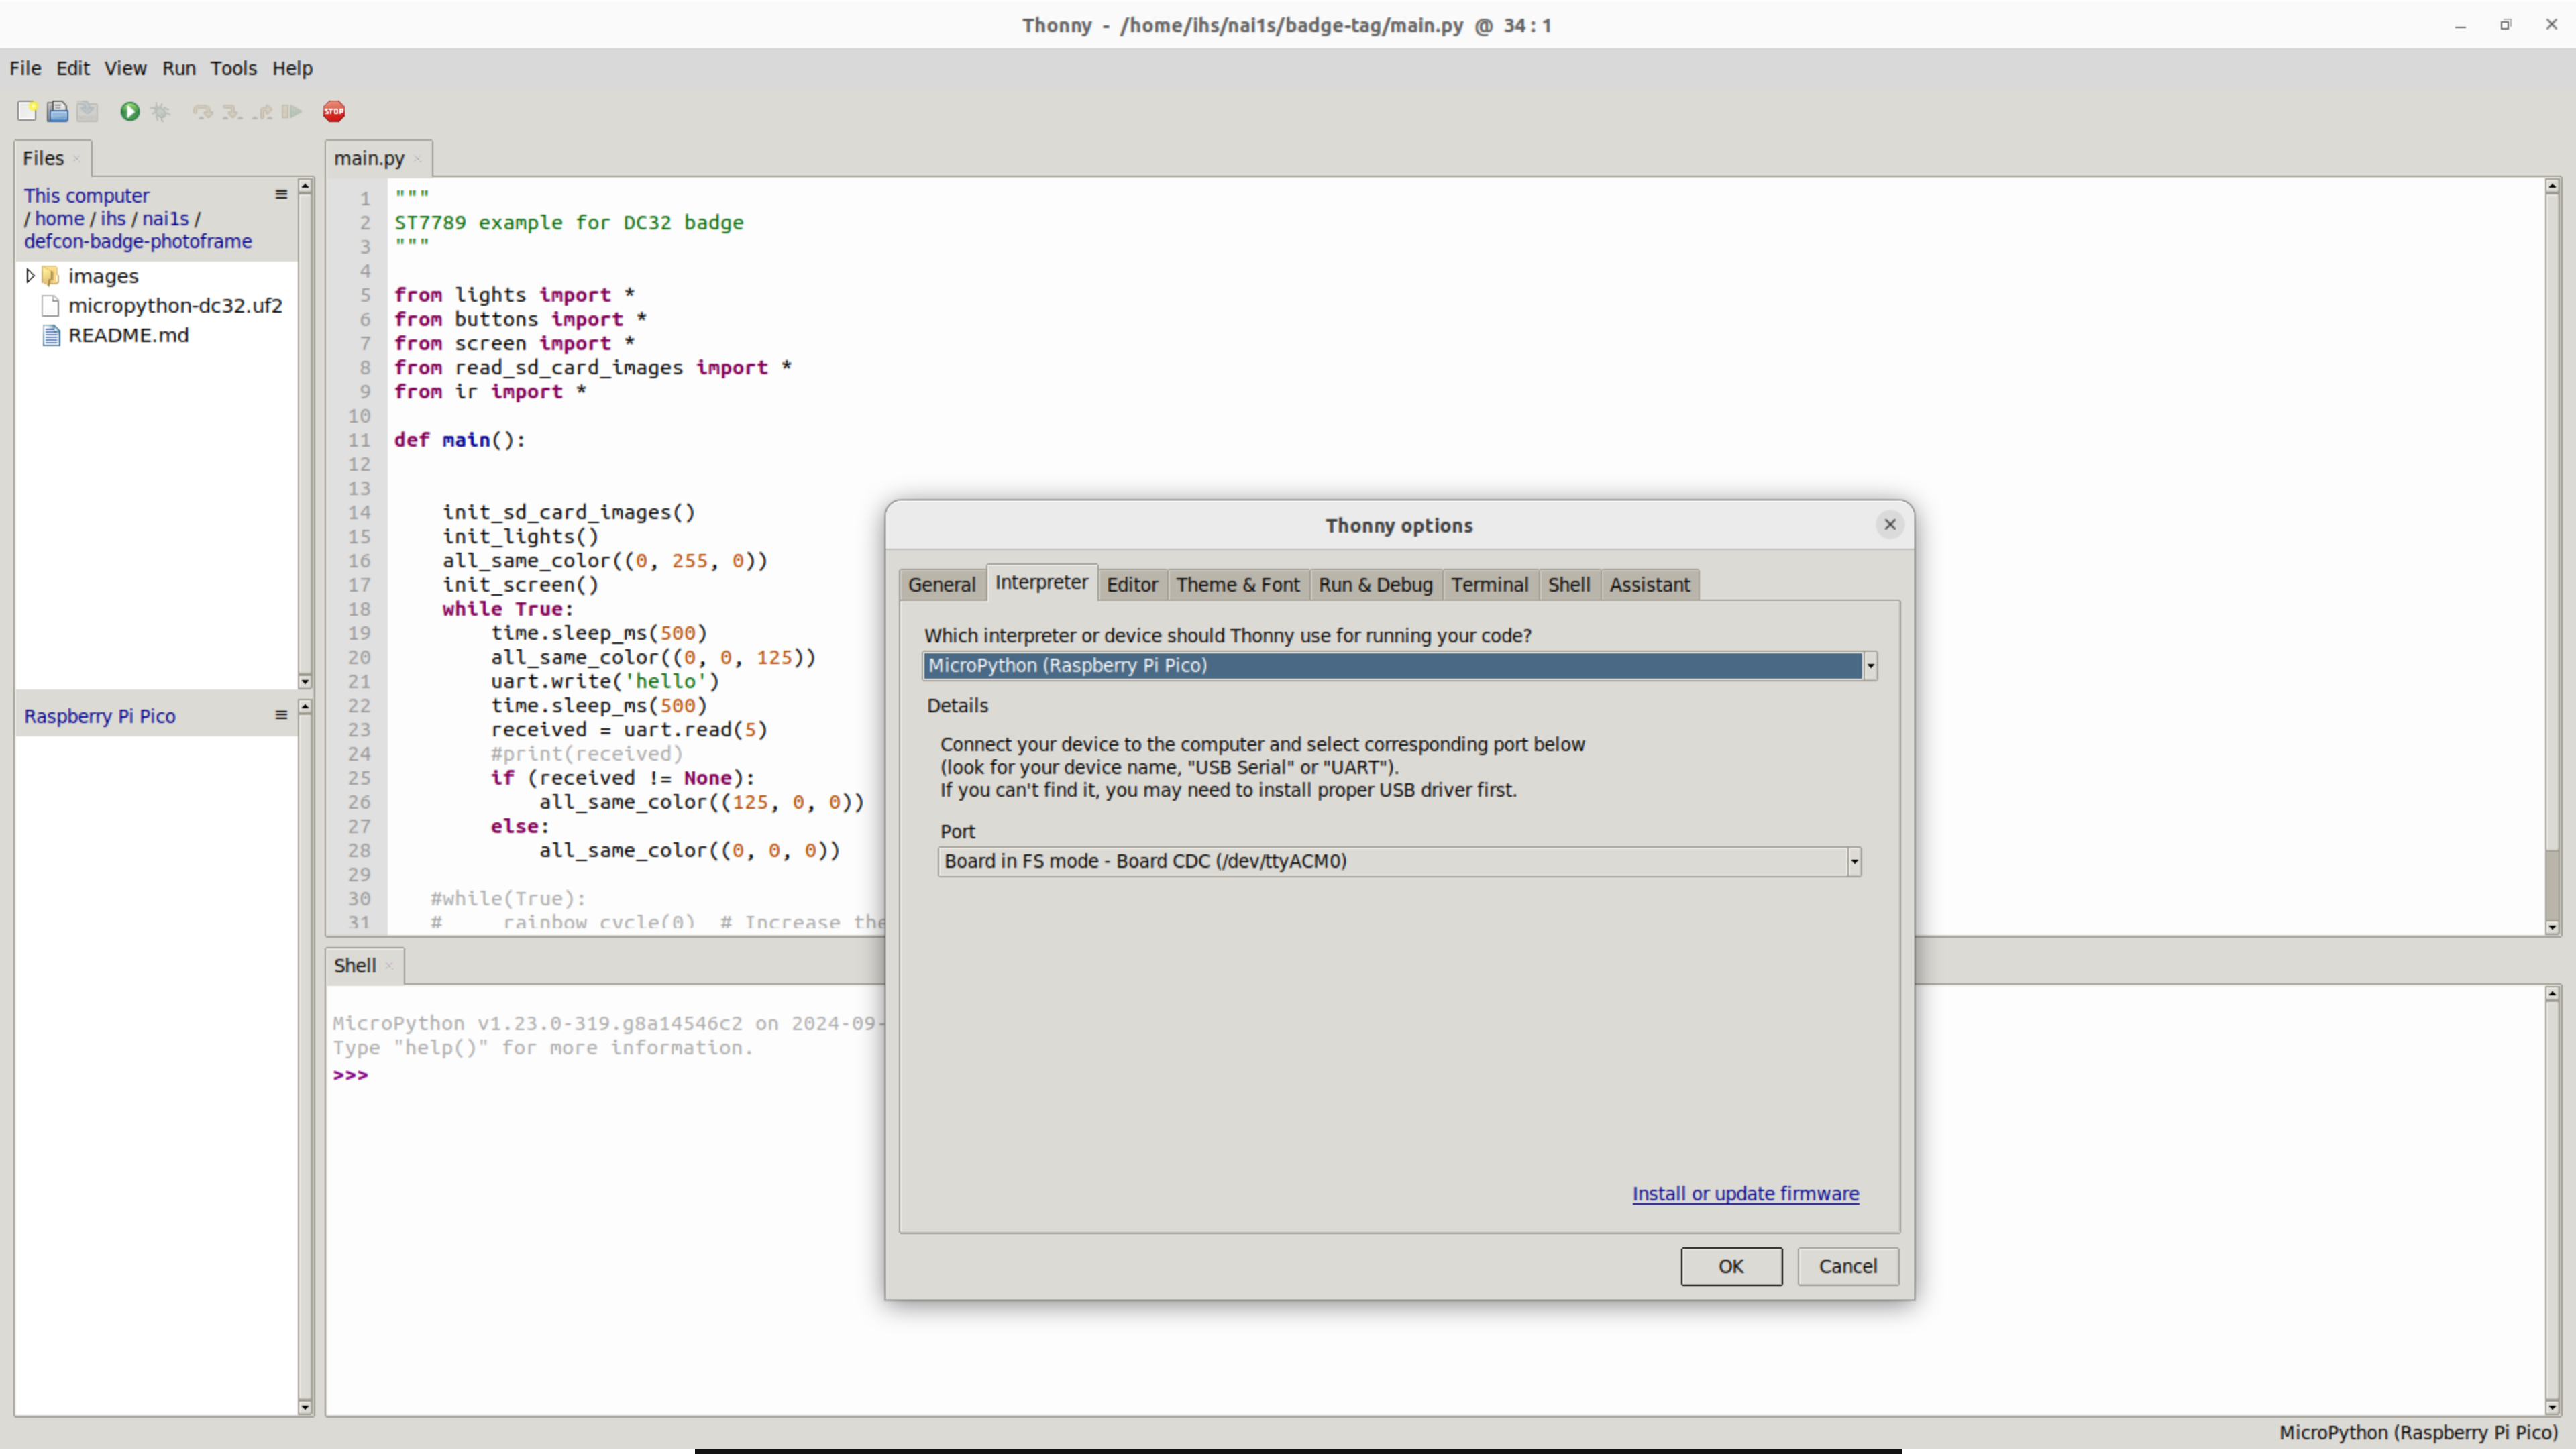 Thonny - /home/ihs/nai1s/badge-tag/main.py @ 34 : 1
File Edit View Run Tools Help
STOP
Files
This computer
/ home / ihs / nai1s /
defcon-badge-photoframe
images
micropython-dc32.uf2
README.md
Raspberry Pi Pico
main.py
1 """
2 ST7789 example for DC32 badge
3 """
4
5 from lights import *
6 from buttons import *
7 from screen import *
8 from read_sd_card_images import *
9 from ir import *
10
11 def main():
12
13
14 init_sd_card_images()
15 init_lights()
16 all_same_color((0, 255, 0))
17 init_screen()
18 while True:
19 time.sleep_ms(500)
20 all_same_color((0, 0, 125))
21 uart.write('hello')
22 time.sleep_ms(500)
23 received = uart.read(5)
24 #print(received)
25 if (received != None):
26 all_same_color((125, 0, 0))
27 else:
28 all_same_color((0, 0, 0))
29
30 #while(True):
31 # rainbow_cycle(0) # Increase the
Shell
MicroPython v1.23.0-319.g8a14546c2 on 2024-09-
Type "help()" for more information.
>>>
Thonny options
General Interpreter Editor Theme & Font Run & Debug Terminal Shell Assistant
Which interpreter or device should Thonny use for running your code?
MicroPython (Raspberry Pi Pico)
Details
Connect your device to the computer and select corresponding port below
(look for your device name, "USB Serial" or "UART").
If you can't find it, you may need to install proper USB driver first.
Port
Board in FS mode - Board CDC (/dev/ttyACM0)
Install or update firmware
OK Cancel
MicroPython (Raspberry Pi Pico)